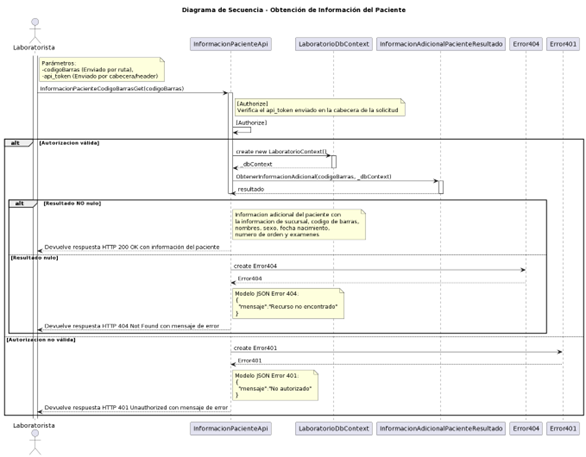 Diagrama de Secuencia - Obtención de Información del Paciente
Laboratorista
InformacionPacienteApi
LaboratorioDbContext
InformacionAdicionalPacienteResultado
Error404
Error401
Parámetros:
-codigoBarras (Enviado por ruta),
-api_token (Enviado por cabecera/header)
InformacionPacienteCodigoBarrasGet(codigoBarras)
[Authorize]
Verifica el api_token enviado en la cabecera de la solicitud
[Authorize]
alt [Autorizacion válida]
create new LaboratorioContext()
_dbContext
ObtenerInformacionAdicional(codigoBarras, _dbContext)
resultado
alt [Resultado NO nulo]
Informacion adicional del paciente con
la informacion de sucursal, codigo de barras,
nombres, sexo, fecha nacimiento,
numero de orden y examenes
Devuelve respuesta HTTP 200 OK con información del paciente
[Resultado nulo]
create Error404
Error404
Modelo JSON Error 404:
{
"mensaje":"Recurso no encontrado"
}
Devuelve respuesta HTTP 404 Not Found con mensaje de error
[Autorizacion no válida]
create Error401
Error401
Modelo JSON Error 401:
{
"mensaje":"No autorizado"
}
Devuelve respuesta HTTP 401 Unauthorized con mensaje de error
Laboratorista
InformacionPacienteApi
LaboratorioDbContext
InformacionAdicionalPacienteResultado
Error404
Error401